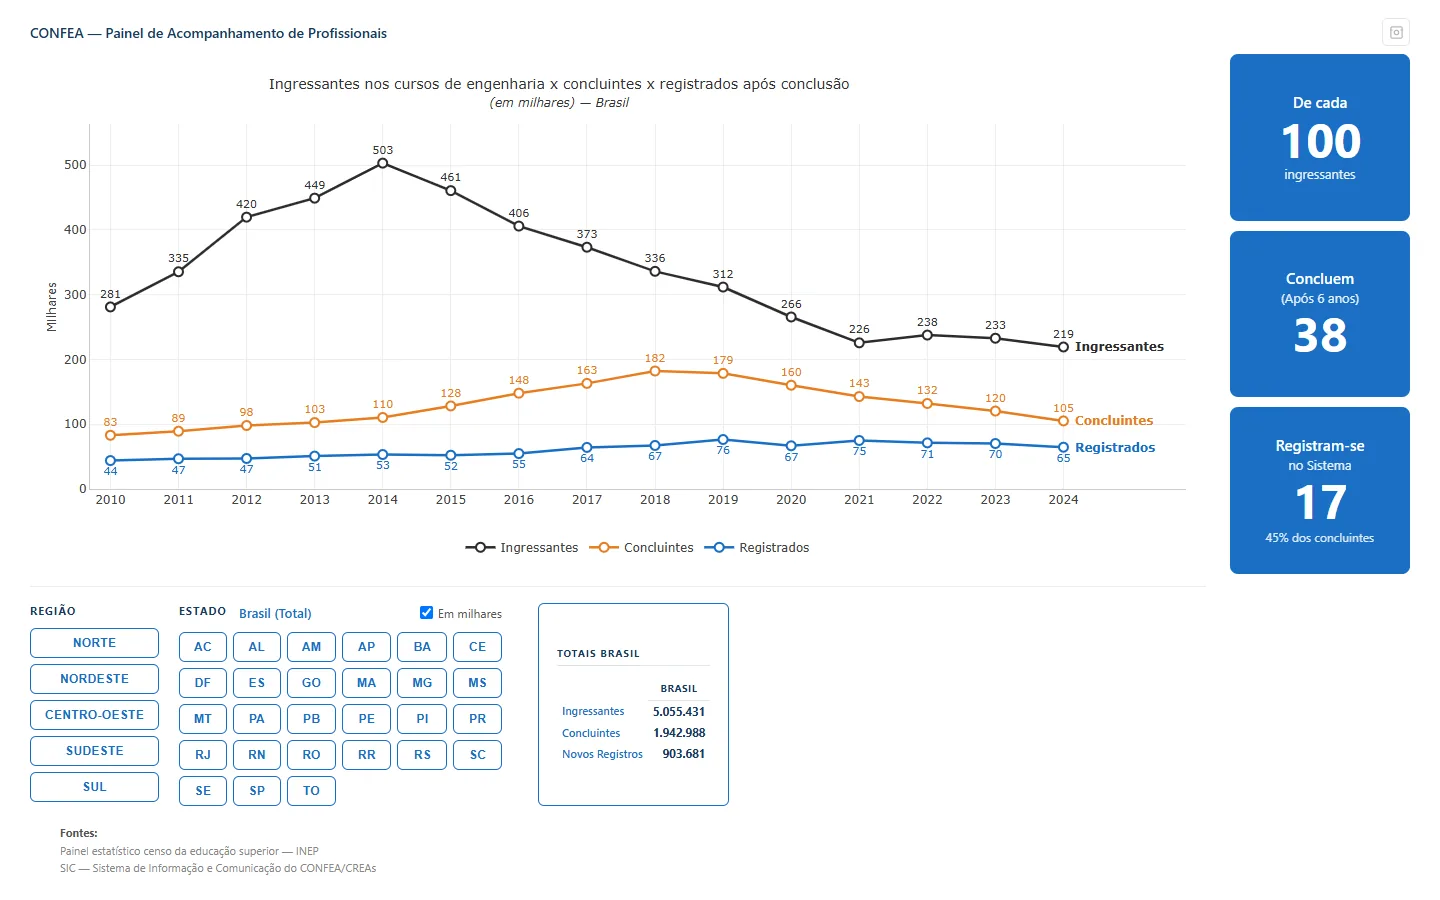 CONFEA — Painel de Acompanhamento de Profissionais
Ingressantes nos cursos de engenharia x concluintes x registrados após conclusão
(em milhares) — Brasil
Milhares
500
400
300
200
100
0
281 335 420 449 503 461 406 373 336 312 266 226 238 233 219 Ingressantes
83 89 98 103 110 128 148 163 182 179 160 143 132 120 105 Concluintes
44 47 47 51 53 52 55 64 67 76 67 75 71 70 65 Registrados
2010 2011 2012 2013 2014 2015 2016 2017 2018 2019 2020 2021 2022 2023 2024
Ingressantes Concluintes Registrados
De cada
100
ingressantes
Concluem
(Após 6 anos)
38
Registram-se
no Sistema
17
45% dos concluintes
REGIÃO
NORTE
NORDESTE
CENTRO-OESTE
SUDESTE
SUL
ESTADO Brasil (Total) Em milhares
AC AL AM AP BA CE
DF ES GO MA MG MS
MT PA PB PE PI PR
RJ RN RO RR RS SC
SE SP TO
TOTAIS BRASIL
BRASIL
Ingressantes 5.055.431
Concluintes 1.942.988
Novos Registros 903.681
Fontes:
Painel estatístico censo da educação superior — INEP
SIC — Sistema de Informação e Comunicação do CONFEA/CREAs